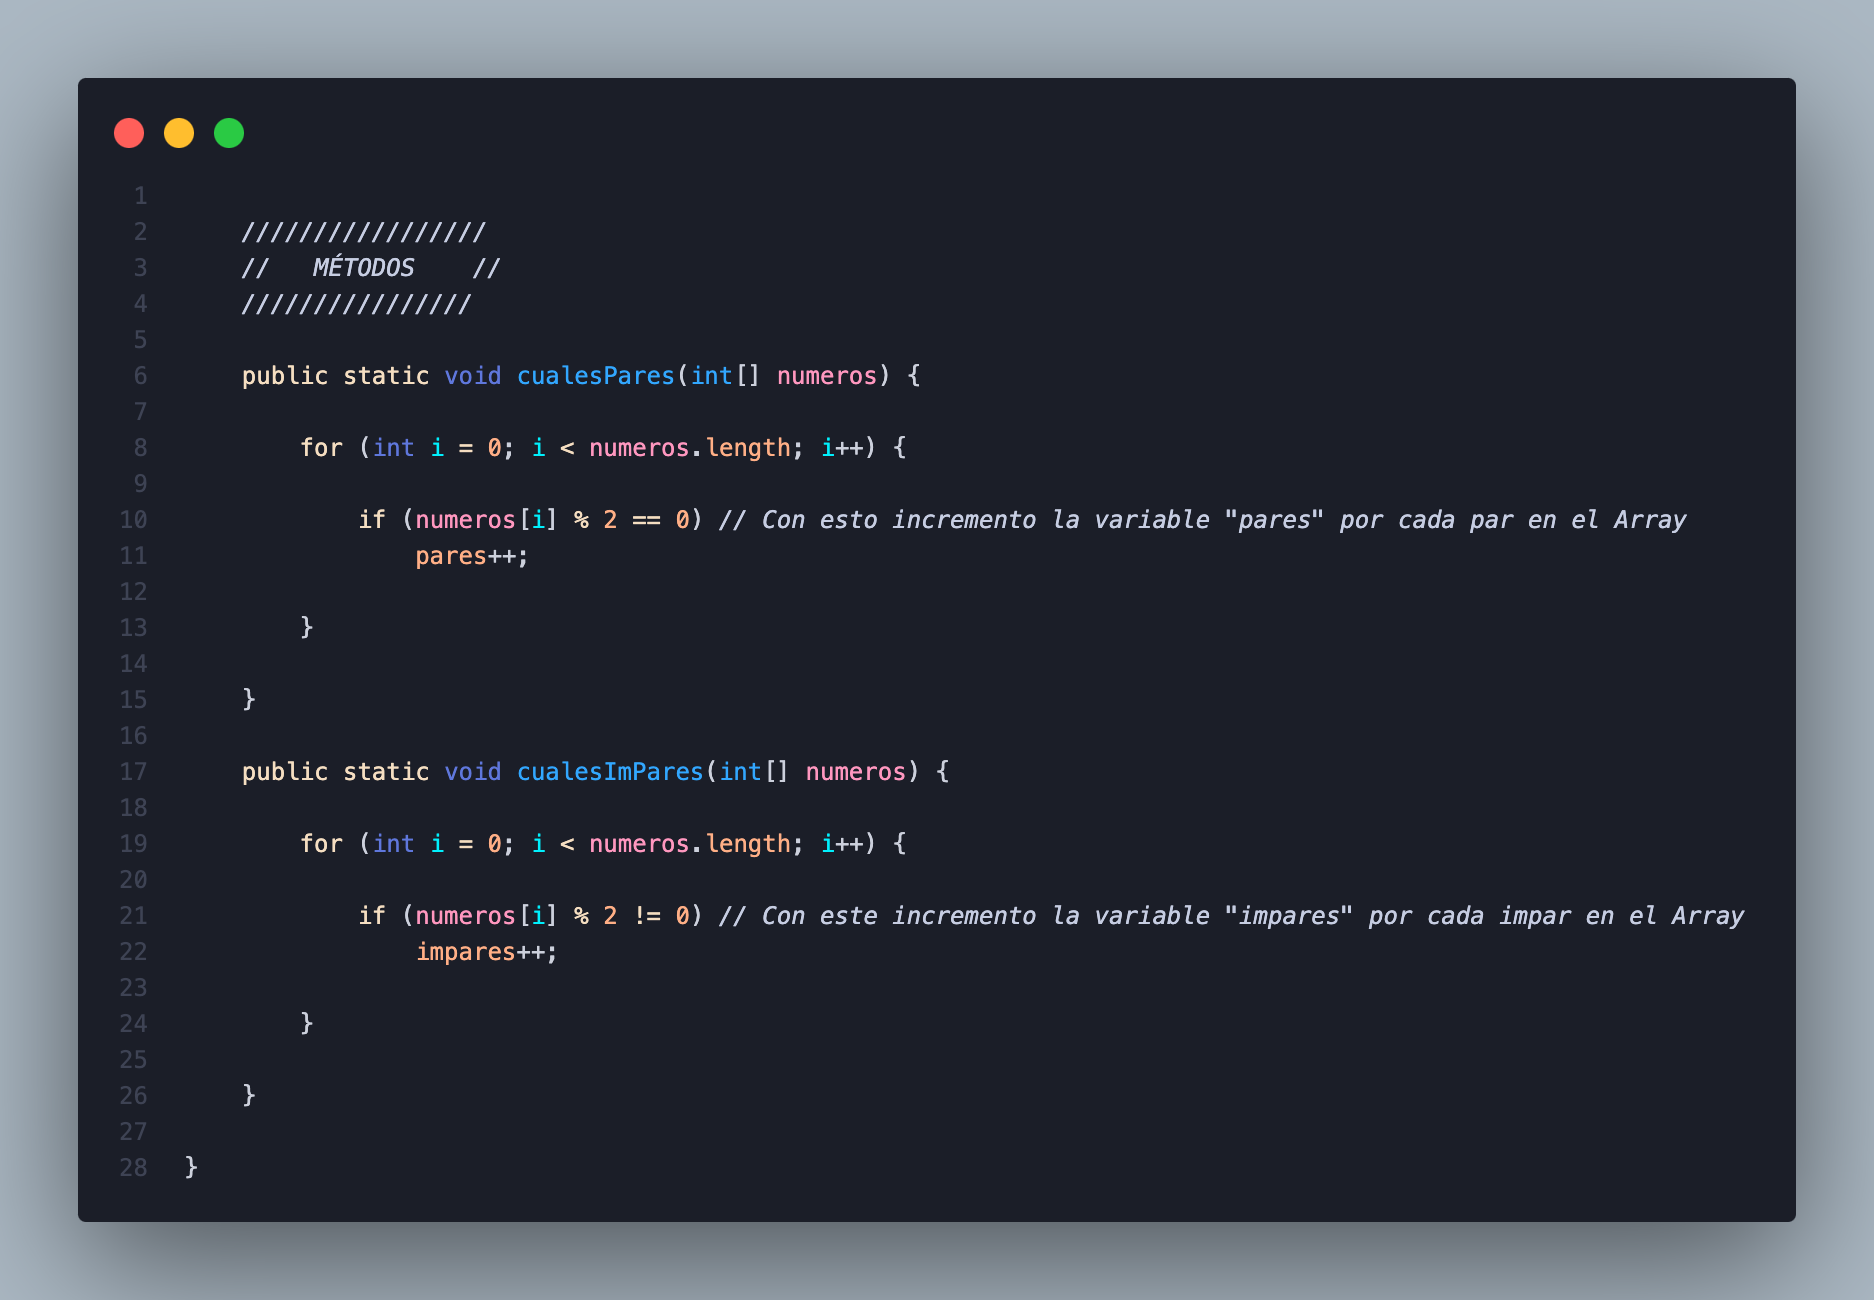 1
2 /////////////////
3 //   MÉTODOS    //
4 ////////////////
5
6 public static void cualesPares(int[] numeros) {
7
8 for (int i = 0; i < numeros.length; i++) {
9
10 if (numeros[i] % 2 == 0) // Con esto incremento la variable "pares" por cada par en el Array
11 pares++;
12
13 }
14
15 }
16
17 public static void cualesImPares(int[] numeros) {
18
19 for (int i = 0; i < numeros.length; i++) {
20
21 if (numeros[i] % 2 != 0) // Con este incremento la variable "impares" por cada impar en el Array
22 impares++;
23
24 }
25
26 }
27
28 }